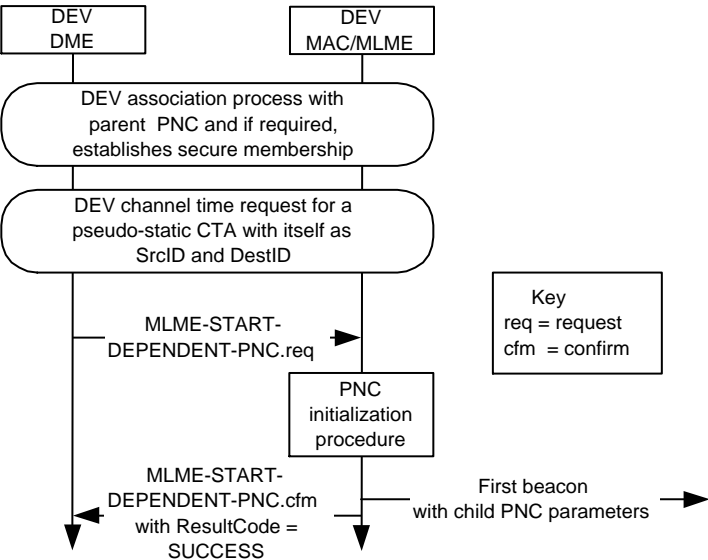 DEV
DME
DEV
MAC/MLME
DEV association process with
parent PNC and if required,
establishes secure membership
DEV channel time request for a
pseudo-static CTA with itself as
SrcID and DestID
MLME-START-
DEPENDENT-PNC.req
Key
req = request
cfm = confirm
PNC
initialization
procedure
MLME-START-
DEPENDENT-PNC.cfm
with ResultCode =
SUCCESS
First beacon
with child PNC parameters